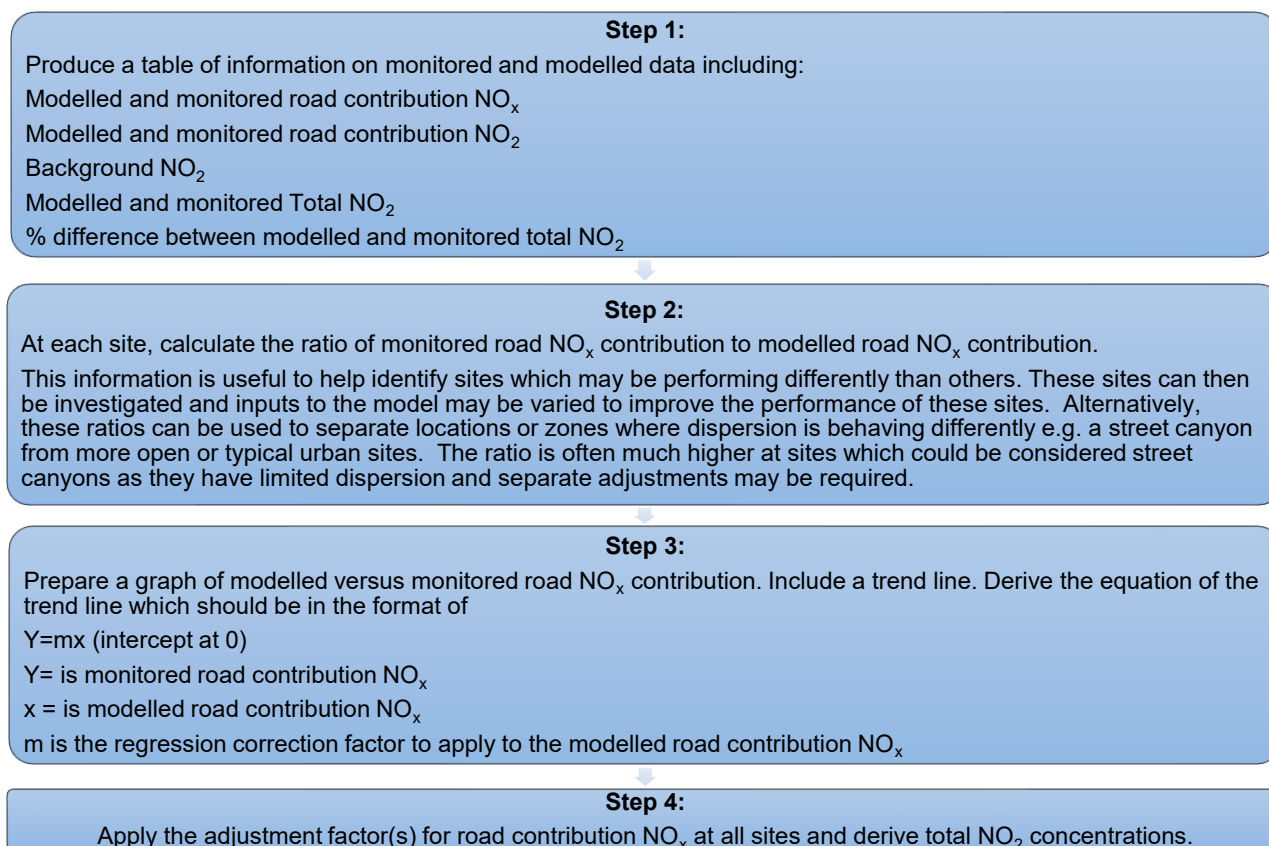 Step 1:
Produce a table of information on monitored and modelled data including:
Modelled and monitored road contribution NOx
Modelled and monitored road contribution NO2
Background NO2
Modelled and monitored Total NO2
% difference between modelled and monitored total NO2
Step 2:
At each site, calculate the ratio of monitored road NOx contribution to modelled road NOx contribution.
This information is useful to help identify sites which may be performing differently than others. These sites can then
be investigated and inputs to the model may be varied to improve the performance of these sites.  Alternatively,
these ratios can be used to separate locations or zones where dispersion is behaving differently e.g. a street canyon
from more open or typical urban sites.  The ratio is often much higher at sites which could be considered street
canyons as they have limited dispersion and separate adjustments may be required.
Step 3:
Prepare a graph of modelled versus monitored road NOx contribution. Include a trend line. Derive the equation of the
trend line which should be in the format of
Y=mx (intercept at 0)
Y= is monitored road contribution NOx
x = is modelled road contribution NOx
m is the regression correction factor to apply to the modelled road contribution NOx
Step 4:
Apply the adjustment factor(s) for road contribution NOx at all sites and derive total NO2 concentrations.